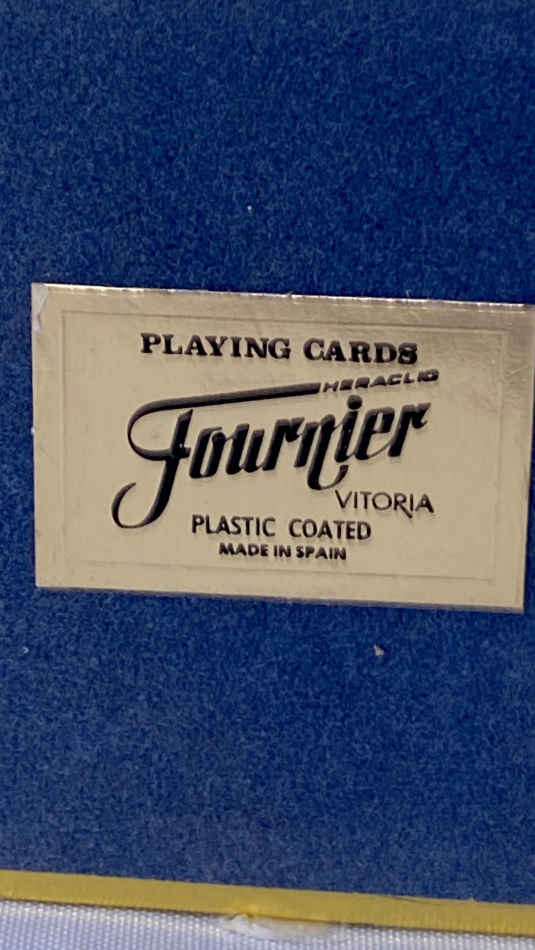 PLAYING CARDS
HERACLIO
Fournier
VITORIA
PLASTIC COATED
MADE IN SPAIN